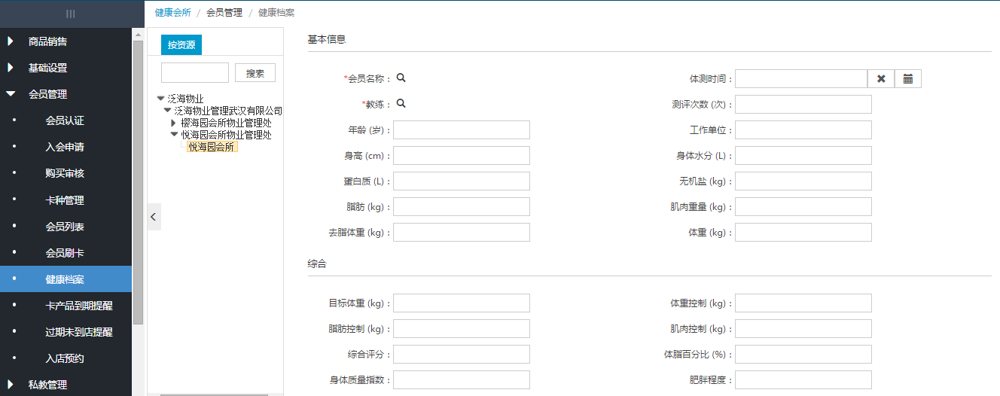 健康会所 / 会员管理 / 健康档案
商品销售
基础设置
会员管理
会员认证
入会申请
购买审核
卡种管理
会员列表
会员刷卡
健康档案
卡产品到期提醒
过期未到店提醒
入店预约
私教管理
按资源
搜索
泛海物业
泛海物业管理武汉有限公司
樱海园会所物业管理处
悦海园会所物业管理处
悦海园会所
基本信息
*会员名称： 体测时间：
*教练： 测评次数 (次)：
年龄 (岁)： 工作单位：
身高 (cm)： 身体水分 (L)：
蛋白质 (L)： 无机盐 (kg)：
脂肪 (kg)： 肌肉重量 (kg)：
去脂体重 (kg)： 体重 (kg)：
综合
目标体重 (kg)： 体重控制 (kg)：
脂肪控制 (kg)： 肌肉控制 (kg)：
综合评分： 体脂百分比 (%)：
身体质量指数： 肥胖程度：